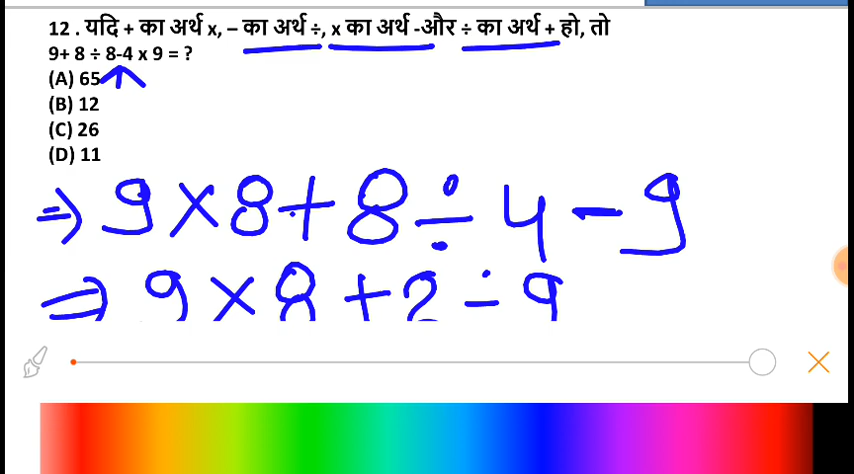 12 . यदि + का अर्थ x, – का अर्थ ÷, x का अर्थ -और ÷ का अर्थ + हो, तो
9+ 8 ÷ 8-4 x 9 = ?
(A) 65
(B) 12
(C) 26
(D) 11
⇒ 9 × 8 + 8 ÷ 4 - 9
⇒ 9 × 8 + 2 - 9